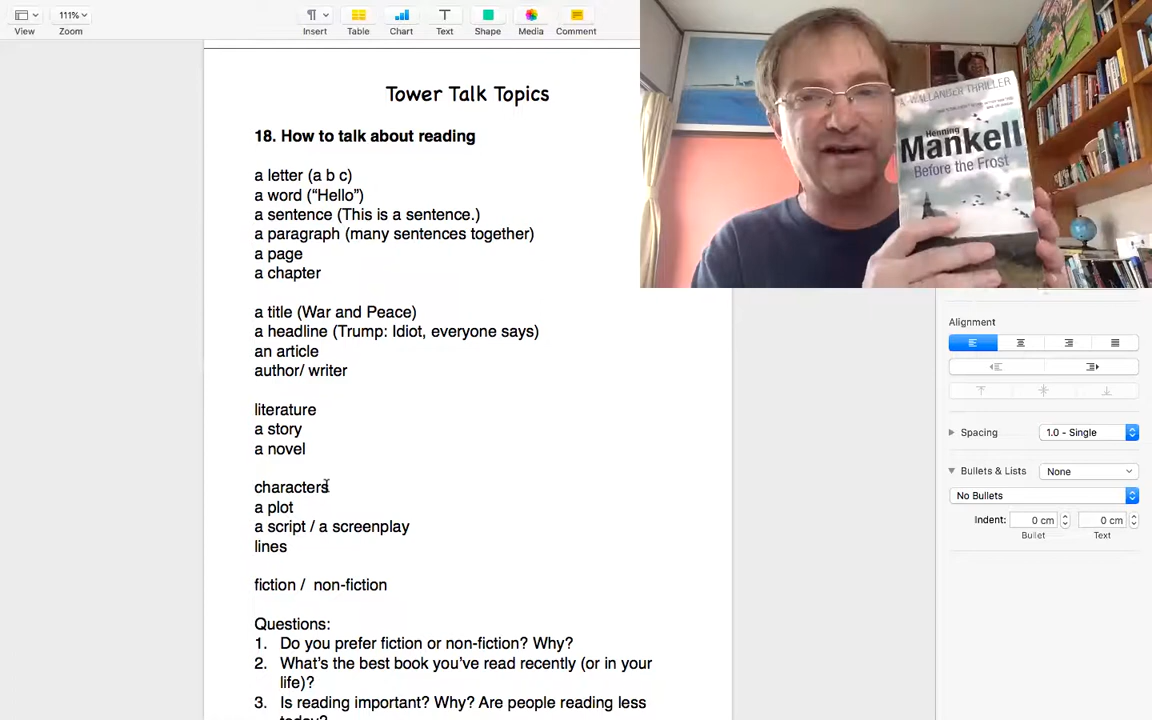 111%
View
Zoom
Insert
Table
Chart
Text
Shape
Media
Comment
Tower Talk Topics
18. How to talk about reading
a letter (a b c)
a word (“Hello”)
a sentence (This is a sentence.)
a paragraph (many sentences together)
a page
a chapter
a title (War and Peace)
a headline (Trump: Idiot, everyone says)
an article
author/ writer
literature
a story
a novel
characters
a plot
a script / a screenplay
lines
fiction /  non-fiction
Questions:
1. Do you prefer fiction or non-fiction? Why?
2. What’s the best book you’ve read recently (or in your
life)?
3. Is reading important? Why? Are people reading less
today?
A WALLANDER THRILLER
Henning
Mankell
Before the Frost
Alignment
Spacing
1.0 - Single
Bullets & Lists
None
No Bullets
Indent:
0 cm
0 cm
Bullet
Text